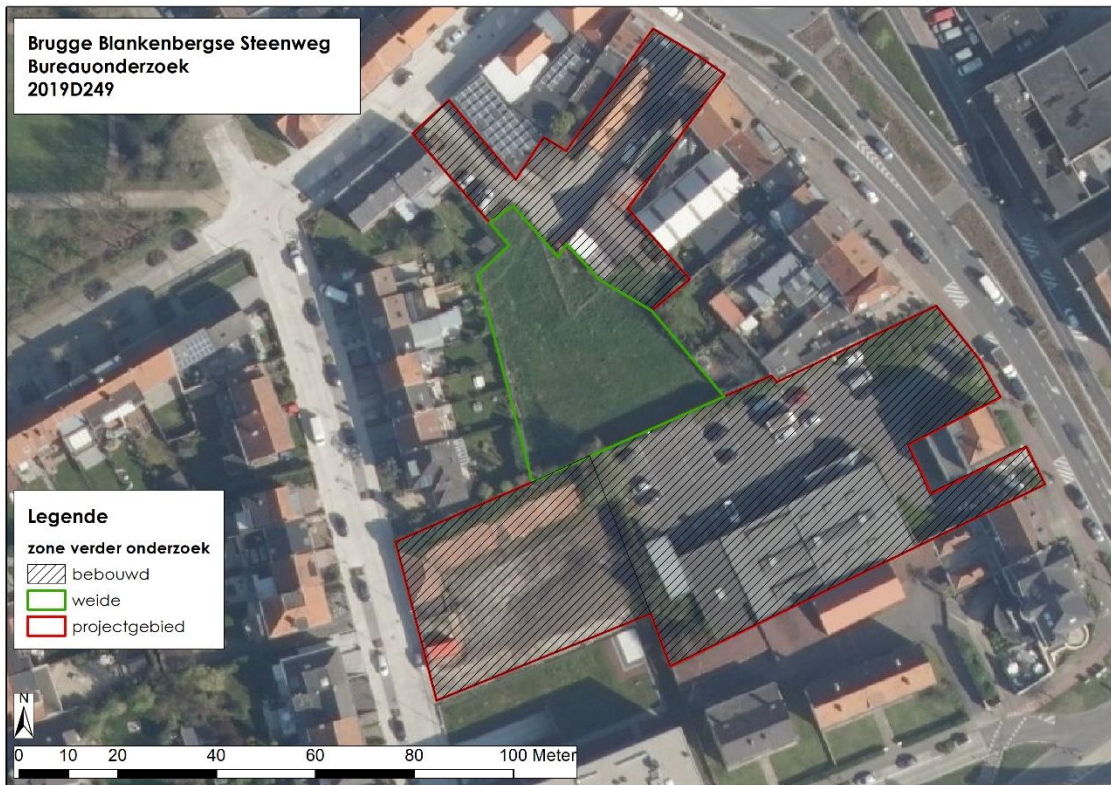 Brugge Blankenbergse Steenweg
Bureauonderzoek
2019D249
Legende
zone verder onderzoek
bebouwd
weide
projectgebied
N
0 10 20 40 60 80 100 Meter